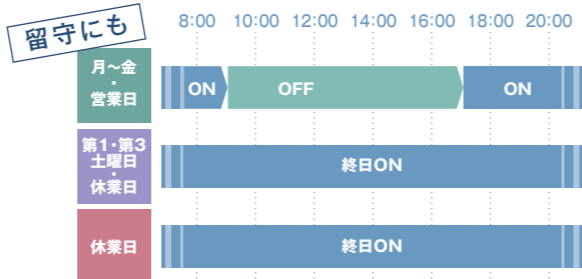 留守にも
8:00 10:00 12:00 14:00 16:00 18:00 20:00
月〜金
・
営業日
ON OFF ON
第1・第3
土曜日
・
休業日
終日ON
休業日
終日ON